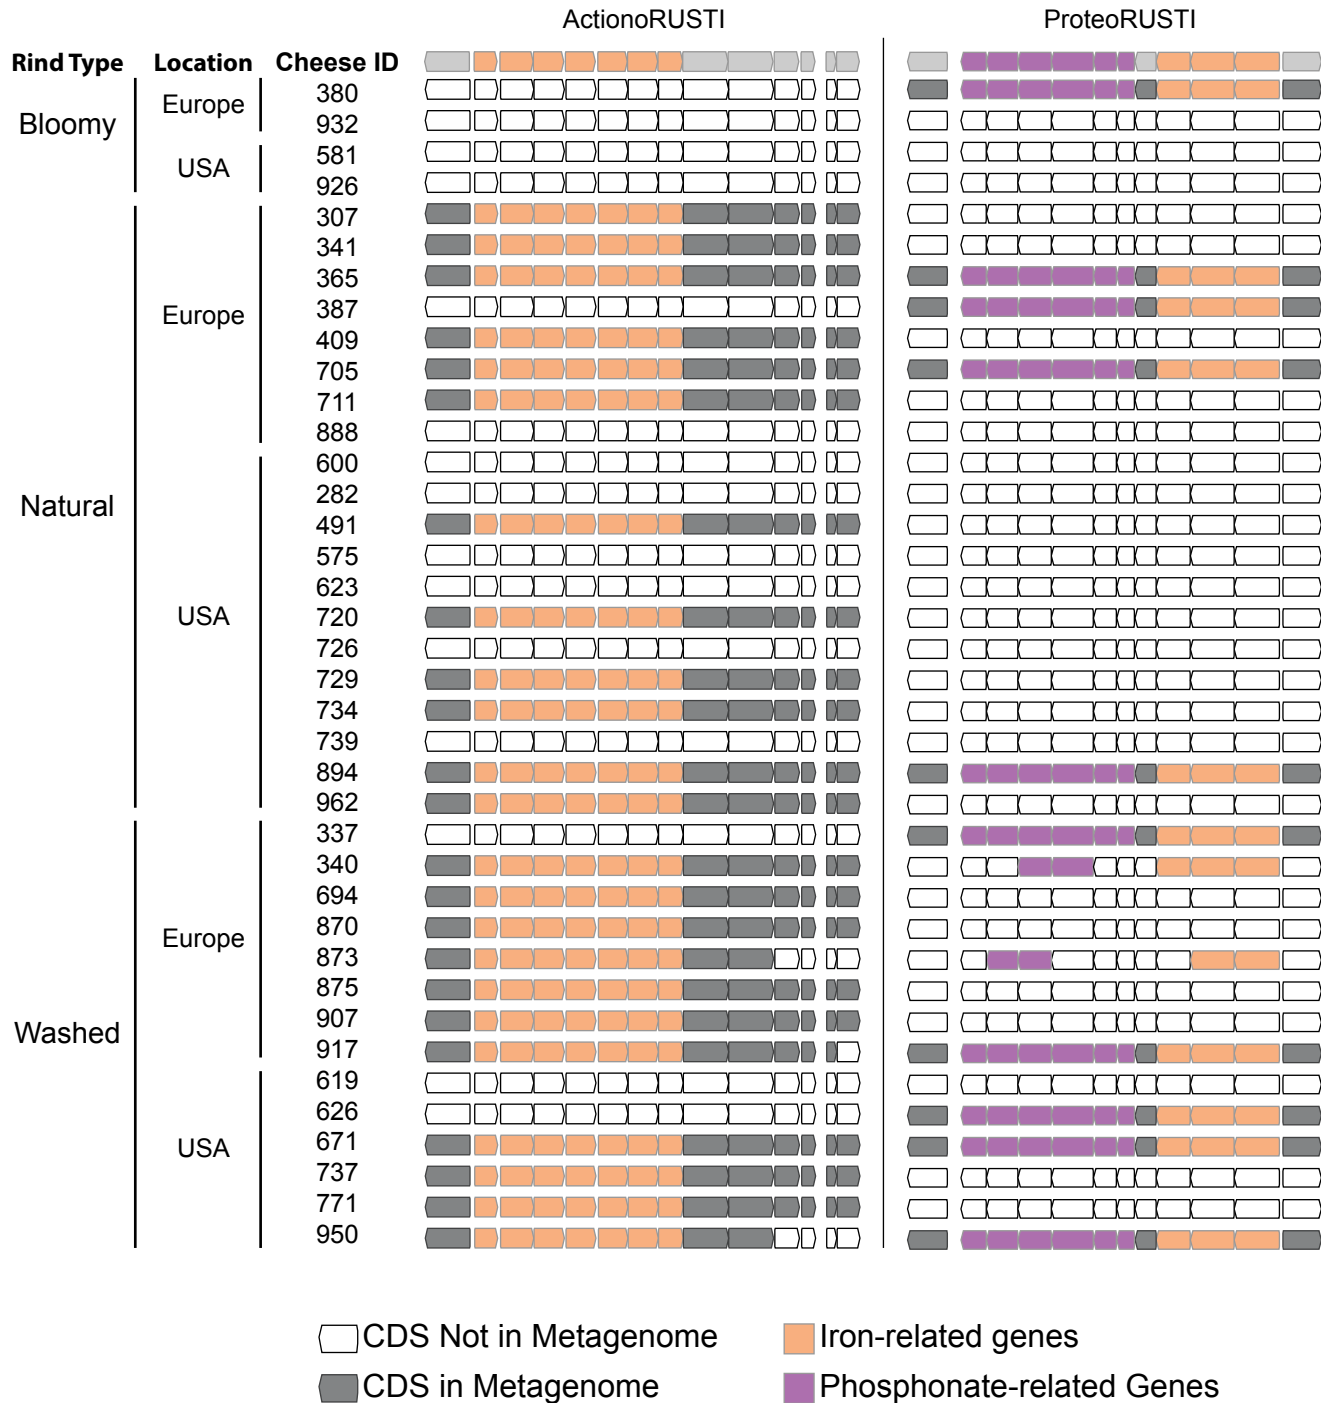 ActionoRUSTI
ProteoRUSTI
Rind Type Location Cheese ID
Bloomy
Europe
380
932
USA
581
926
Natural
Europe
307
341
365
387
409
705
711
888
USA
600
282
491
575
623
720
726
729
734
739
894
962
Washed
Europe
337
340
694
870
873
875
907
917
USA
619
626
671
737
771
950
CDS Not in Metagenome
Iron-related genes
CDS in Metagenome
Phosphonate-related Genes